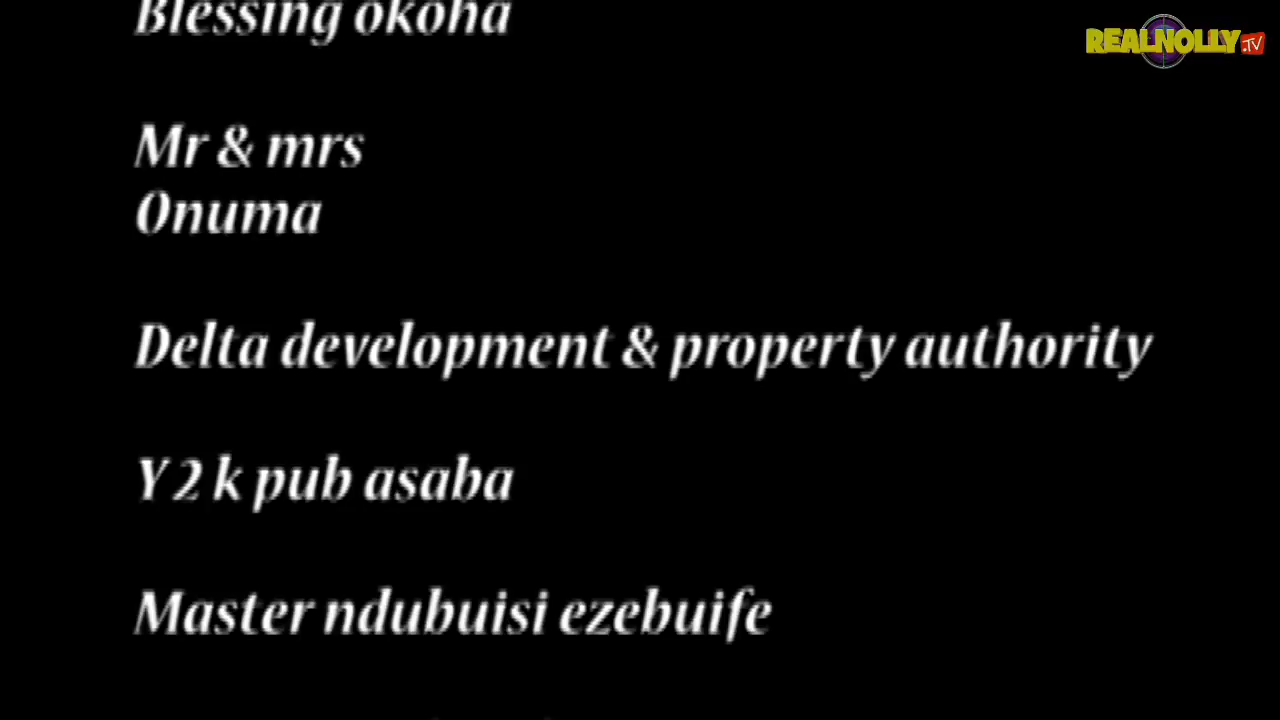 Blessing okoha
REALNOLLY.TV
Mr & mrs
Onuma
Delta development & property authority
Y 2 k pub asaba
Master ndubuisi ezebuife